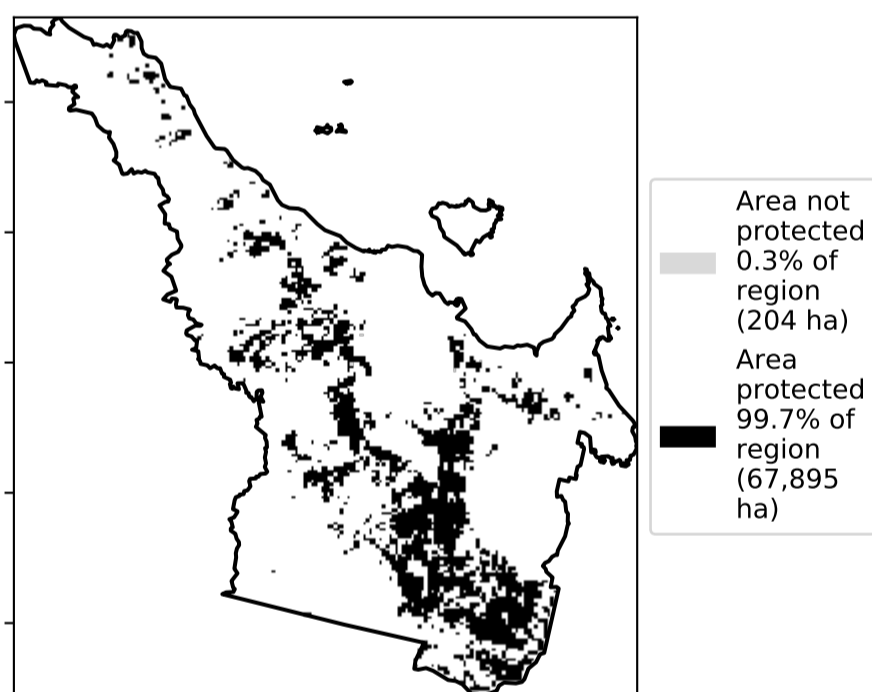 Area not
protected
0.3% of
region
(204 ha)
Area
protected
99.7% of
region
(67,895
ha)